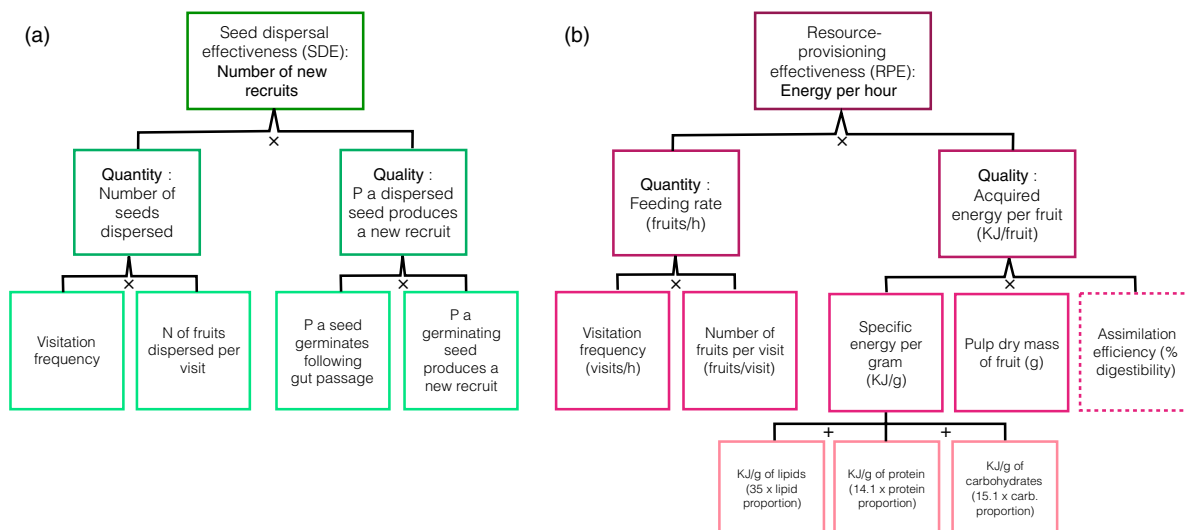 (a)
Seed dispersal
effectiveness (SDE):
Number of new
recruits
×
Quantity :
Number of
seeds
dispersed
Quality :
P a dispersed
seed produces
a new recruit
×
×
Visitation
frequency
N of fruits
dispersed per
visit
P a seed
germinates
following
gut passage
P a
germinating
seed
produces a
new recruit
(b)
Resource-
provisioning
effectiveness (RPE):
Energy per hour
×
Quantity :
Feeding rate
(fruits/h)
Quality :
Acquired
energy per fruit
(KJ/fruit)
×
×
Visitation
frequency
(visits/h)
Number of
fruits per visit
(fruits/visit)
Specific
energy per
gram
(KJ/g)
Pulp dry mass
of fruit (g)
Assimilation
efficiency (%
digestibility)
+
+
KJ/g of lipids
(35 x lipid
proportion)
KJ/g of protein
(14.1 x protein
proportion)
KJ/g of
carbohydrates
(15.1 x carb.
proportion)